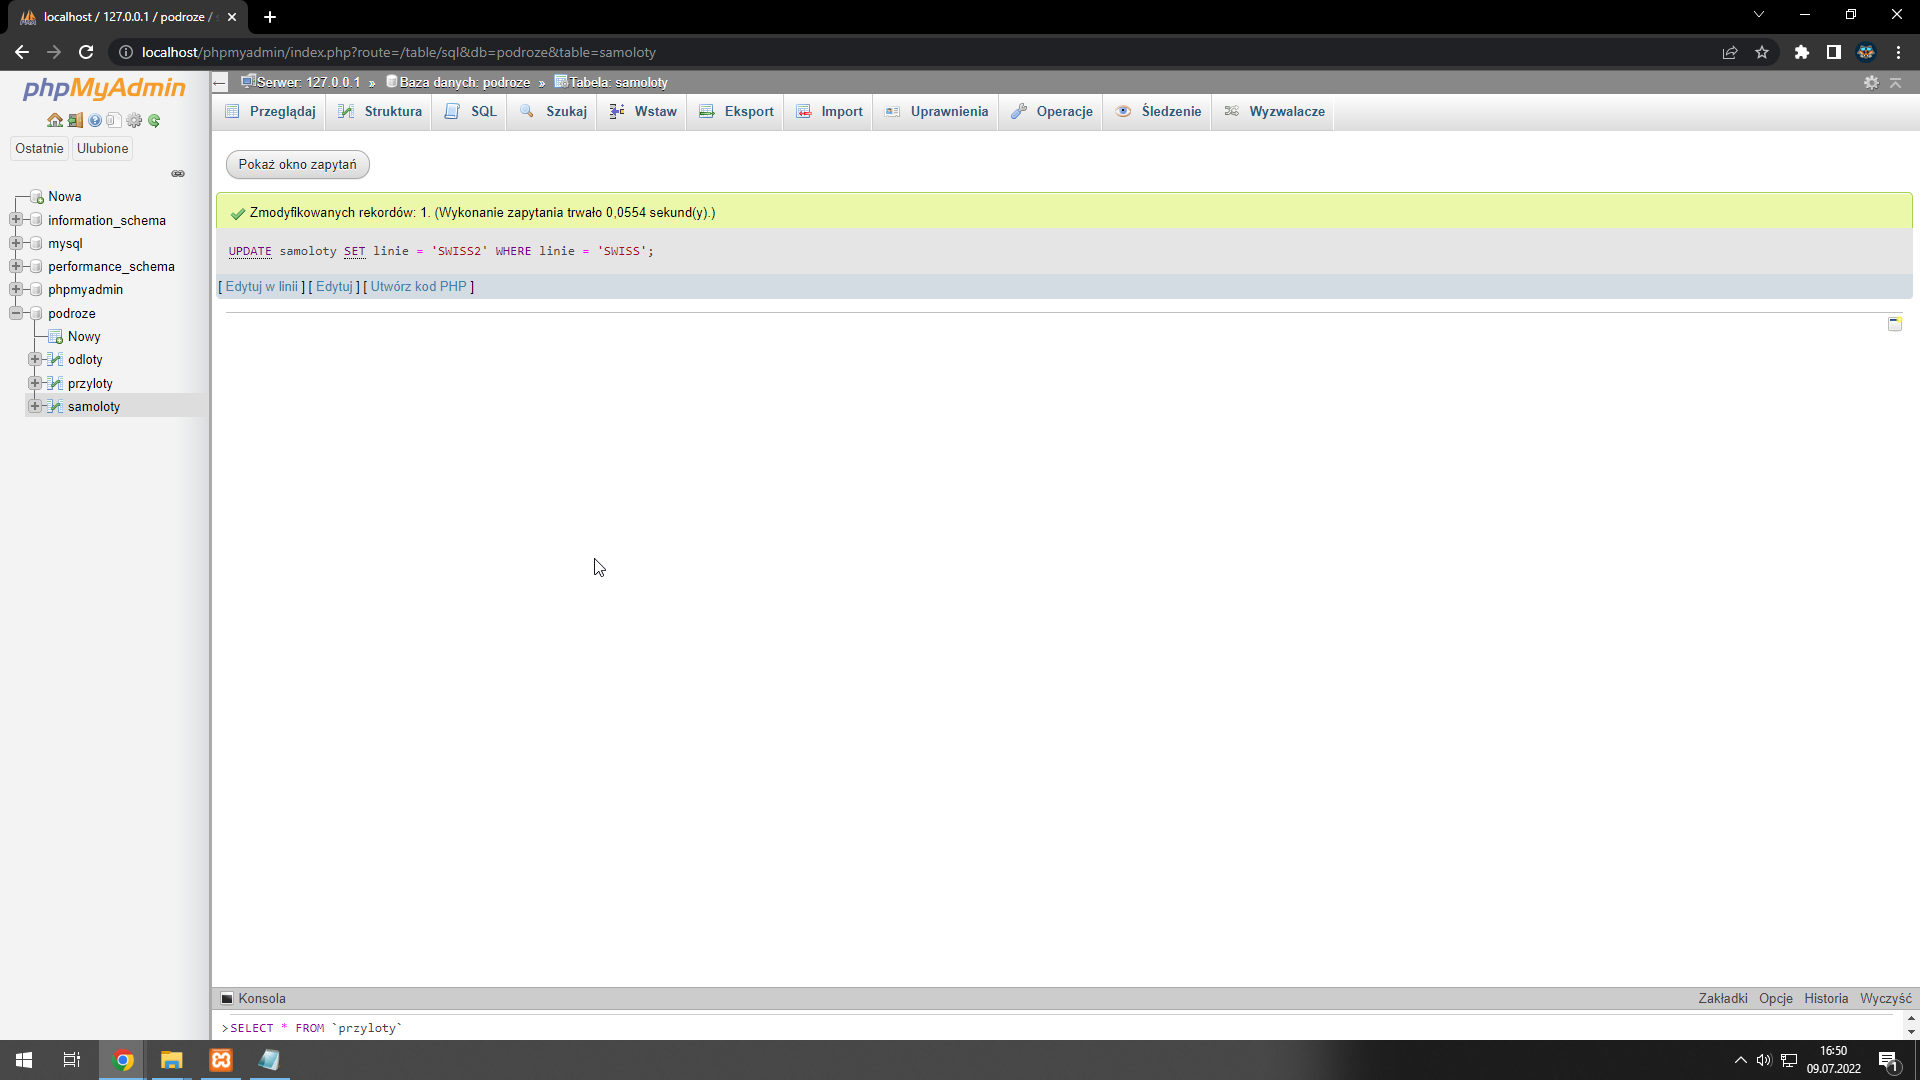 localhost / 127.0.0.1 / podroze /
localhost/phpmyadmin/index.php?route=/table/sql&db=podroze&table=samoloty
phpMyAdmin
Ostatnie Ulubione
Nowa
information_schema
mysql
performance_schema
phpmyadmin
podroze
Nowy
odloty
przyloty
samoloty
Serwer: 127.0.0.1 » Baza danych: podroze » Tabela: samoloty
Przeglądaj Struktura SQL Szukaj Wstaw Eksport Import Uprawnienia Operacje Śledzenie Wyzwalacze
Pokaż okno zapytań
Zmodyfikowanych rekordów: 1. (Wykonanie zapytania trwało 0,0554 sekund(y).)
UPDATE samoloty SET linie = 'SWISS2' WHERE linie = 'SWISS';
[ Edytuj w linii ] [ Edytuj ] [ Utwórz kod PHP ]
Konsola Zakładki Opcje Historia Wyczyść
>SELECT * FROM `przyloty`
16:50
09.07.2022
1